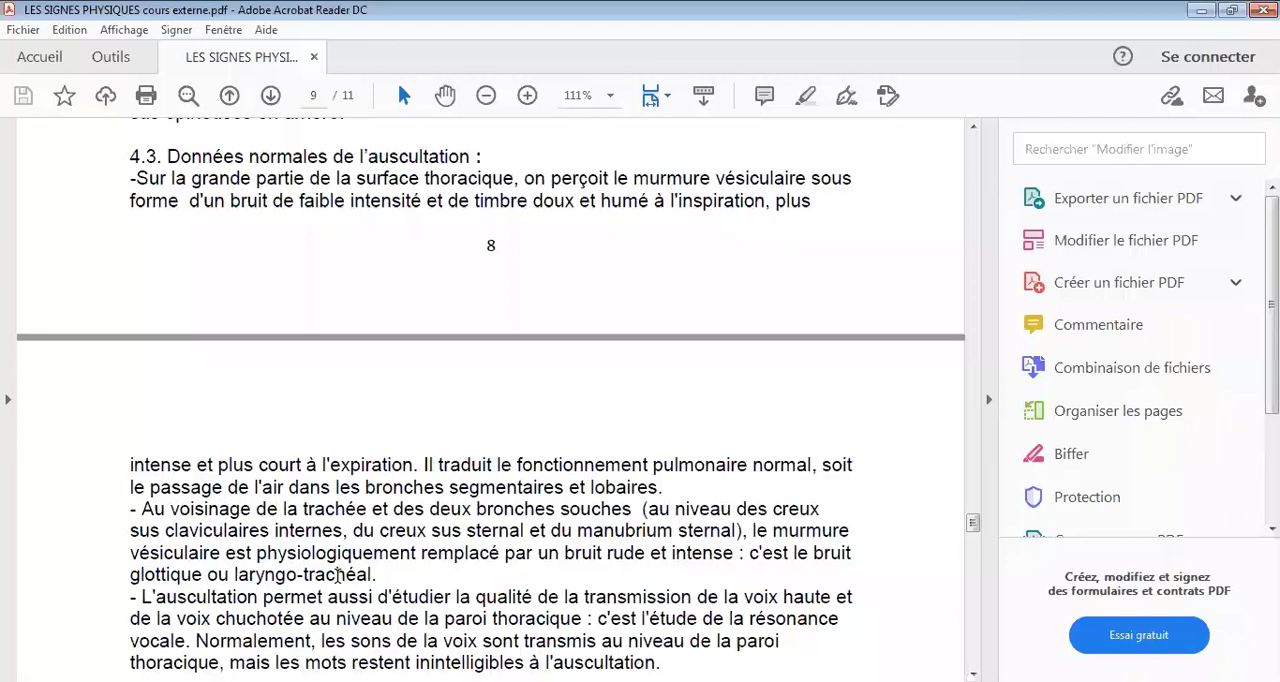 LES SIGNES PHYSIQUES cours externe.pdf - Adobe Acrobat Reader DC
Fichier Edition Affichage Signer Fenêtre Aide
Accueil Outils LES SIGNES PHYSI... × Se connecter
9 / 11 111%
4.3. Données normales de l'auscultation :
-Sur la grande partie de la surface thoracique, on perçoit le murmure vésiculaire sous
forme d'un bruit de faible intensité et de timbre doux et humé à l'inspiration, plus
8
intense et plus court à l'expiration. Il traduit le fonctionnement pulmonaire normal, soit
le passage de l'air dans les bronches segmentaires et lobaires.
- Au voisinage de la trachée et des deux bronches souches (au niveau des creux
sus claviculaires internes, du creux sus sternal et du manubrium sternal), le murmure
vésiculaire est physiologiquement remplacé par un bruit rude et intense : c'est le bruit
glottique ou laryngo-trachéal.
- L'auscultation permet aussi d'étudier la qualité de la transmission de la voix haute et
de la voix chuchotée au niveau de la paroi thoracique : c'est l'étude de la résonance
vocale. Normalement, les sons de la voix sont transmis au niveau de la paroi
thoracique, mais les mots restent inintelligibles à l'auscultation.
Rechercher "Modifier l'image"
Exporter un fichier PDF
Modifier le fichier PDF
Créer un fichier PDF
Commentaire
Combinaison de fichiers
Organiser les pages
Biffer
Protection
Créez, modifiez et signez
des formulaires et contrats PDF
Essai gratuit